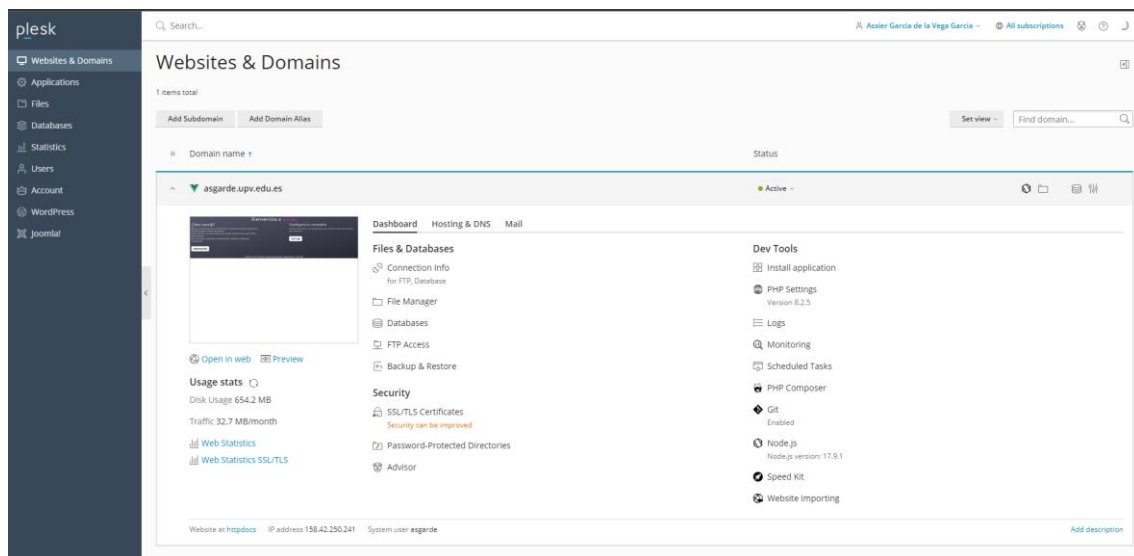 plesk
Search...
Assier Garcia de la Vega Garcia
All subscriptions
Websites & Domains
Applications
Files
Databases
Statistics
Users
Account
WordPress
Joomla!
Websites & Domains
1 items total
Add Subdomain Add Domain Alias
Set view
Find domain...
Domain name
Status
asgarde.upv.edu.es
Active
Open in web Preview
Usage stats
Disk Usage 654.2 MB
Traffic 32.7 MB/month
Web Statistics
Web Statistics SSL/TLS
Dashboard Hosting & DNS Mail
Files & Databases
Connection Info
for FTP, Database
File Manager
Databases
FTP Access
Backup & Restore
Security
SSL/TLS Certificates
Security can be improved
Password-Protected Directories
Advisor
Dev Tools
Install application
PHP Settings
Version 8.2.5
Logs
Monitoring
Scheduled Tasks
PHP Composer
Git
Enabled
Node.js
Node.js version: 17.9.1
Speed Kit
Website Importing
Website at httpdocs IP address 158.42.250.241 System user asgarde
Add description